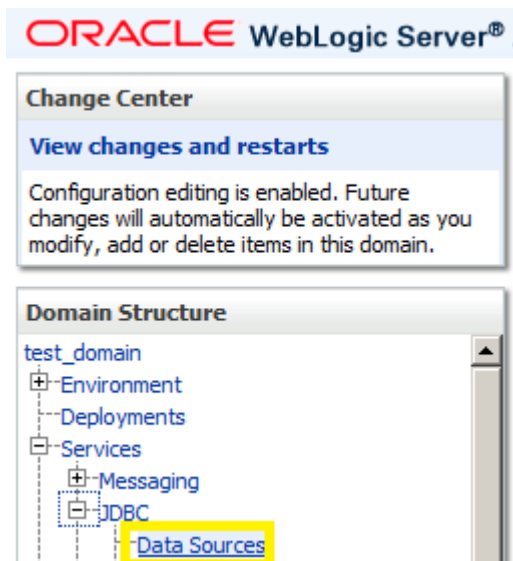 ORACLE WebLogic Server®
Change Center
View changes and restarts
Configuration editing is enabled. Future
changes will automatically be activated as you
modify, add or delete items in this domain.
Domain Structure
test_domain
Environment
Deployments
Services
Messaging
JDBC
Data Sources